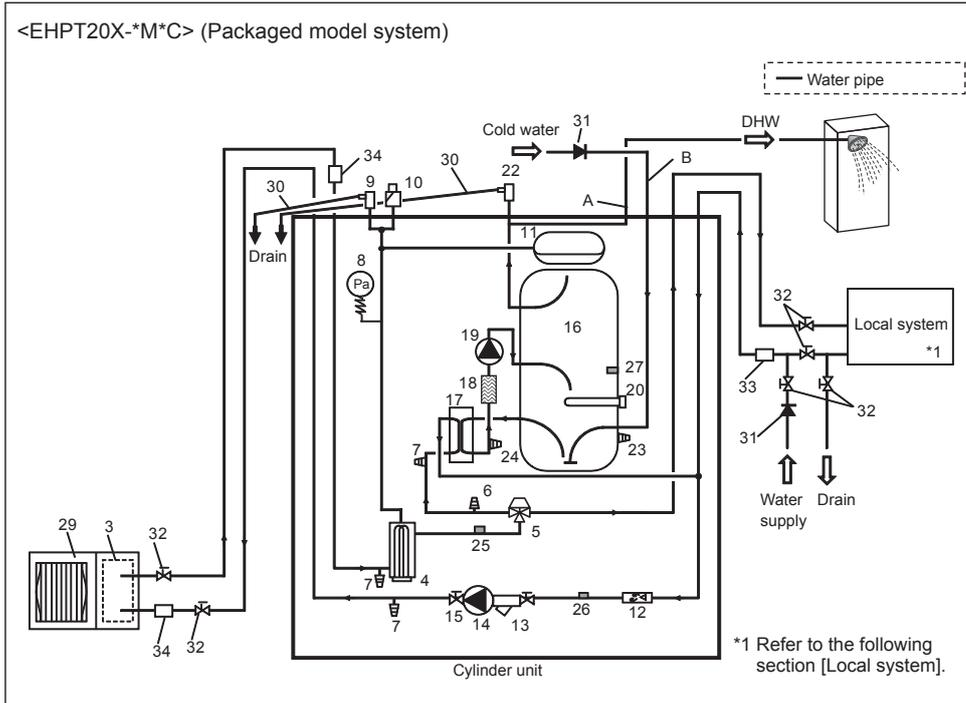 <EHPT20X-*M*C> (Packaged model system)
Water pipe
DHW
Cold water
31
B
34
9
10
30
22
30
A
11
Drain
8
Pa
16
32
Local system
*1
19
27
20
33
18
17
32
31
23
24
7
6
Water
supply
Drain
29
3
32
25
5
7
4
26
12
34
32
7
15
14
13
*1 Refer to the following
section [Local system].
Cylinder unit